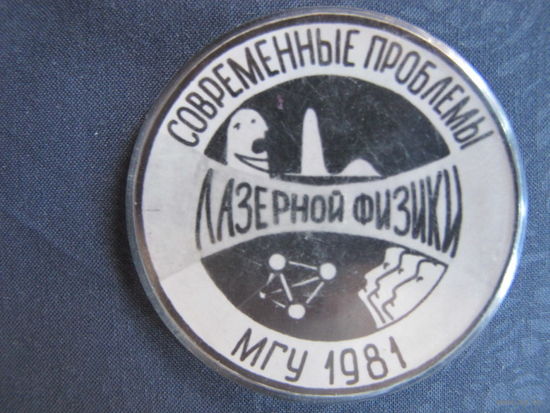 СОВРЕМЕННЫЕ ПРОБЛЕМЫ
ЛАЗЕРНОЙ ФИЗИКИ
МГУ 1981